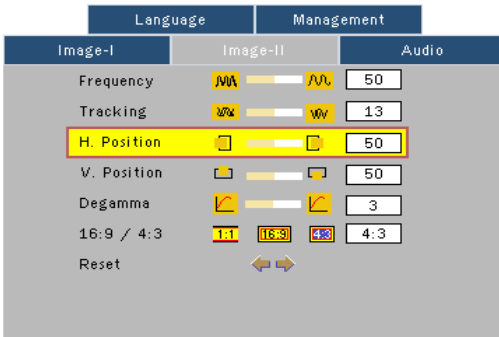 Language Management
Image-I Image-II Audio
Frequency 50
Tracking 13
H. Position 50
V. Position 50
Degamma 3
16:9 / 4:3 1:1 16:9 4:3 4:3
Reset